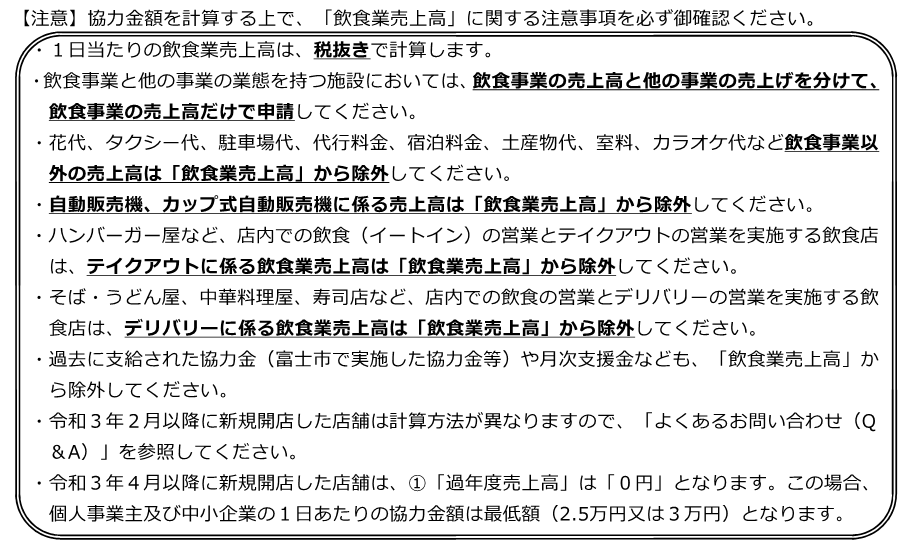 【注意】協力金額を計算する上で、「飲食業売上高」に関する注意事項を必ず御確認ください。
・１日当たりの飲食業売上高は、税抜きで計算します。
・飲食事業と他の事業の業態を持つ施設においては、飲食事業の売上高と他の事業の売上げを分けて、
飲食事業の売上高だけで申請してください。
・花代、タクシー代、駐車場代、代行料金、宿泊料金、土産物代、室料、カラオケ代など飲食事業以
外の売上高は「飲食業売上高」から除外してください。
・自動販売機、カップ式自動販売機に係る売上高は「飲食業売上高」から除外してください。
・ハンバーガー屋など、店内での飲食（イートイン）の営業とテイクアウトの営業を実施する飲食店
は、テイクアウトに係る飲食業売上高は「飲食業売上高」から除外してください。
・そば・うどん屋、中華料理屋、寿司店など、店内での飲食の営業とデリバリーの営業を実施する飲
食店は、デリバリーに係る飲食業売上高は「飲食業売上高」から除外してください。
・過去に支給された協力金（富士市で実施した協力金等）や月次支援金なども、「飲食業売上高」か
ら除外してください。
・令和３年２月以降に新規開店した店舗は計算方法が異なりますので、「よくあるお問い合わせ（Q
＆A）」を参照してください。
・令和３年４月以降に新規開店した店舗は、①「過年度売上高」は「０円」となります。この場合、
個人事業主及び中小企業の１日あたりの協力金額は最低額（2.5万円又は３万円）となります。